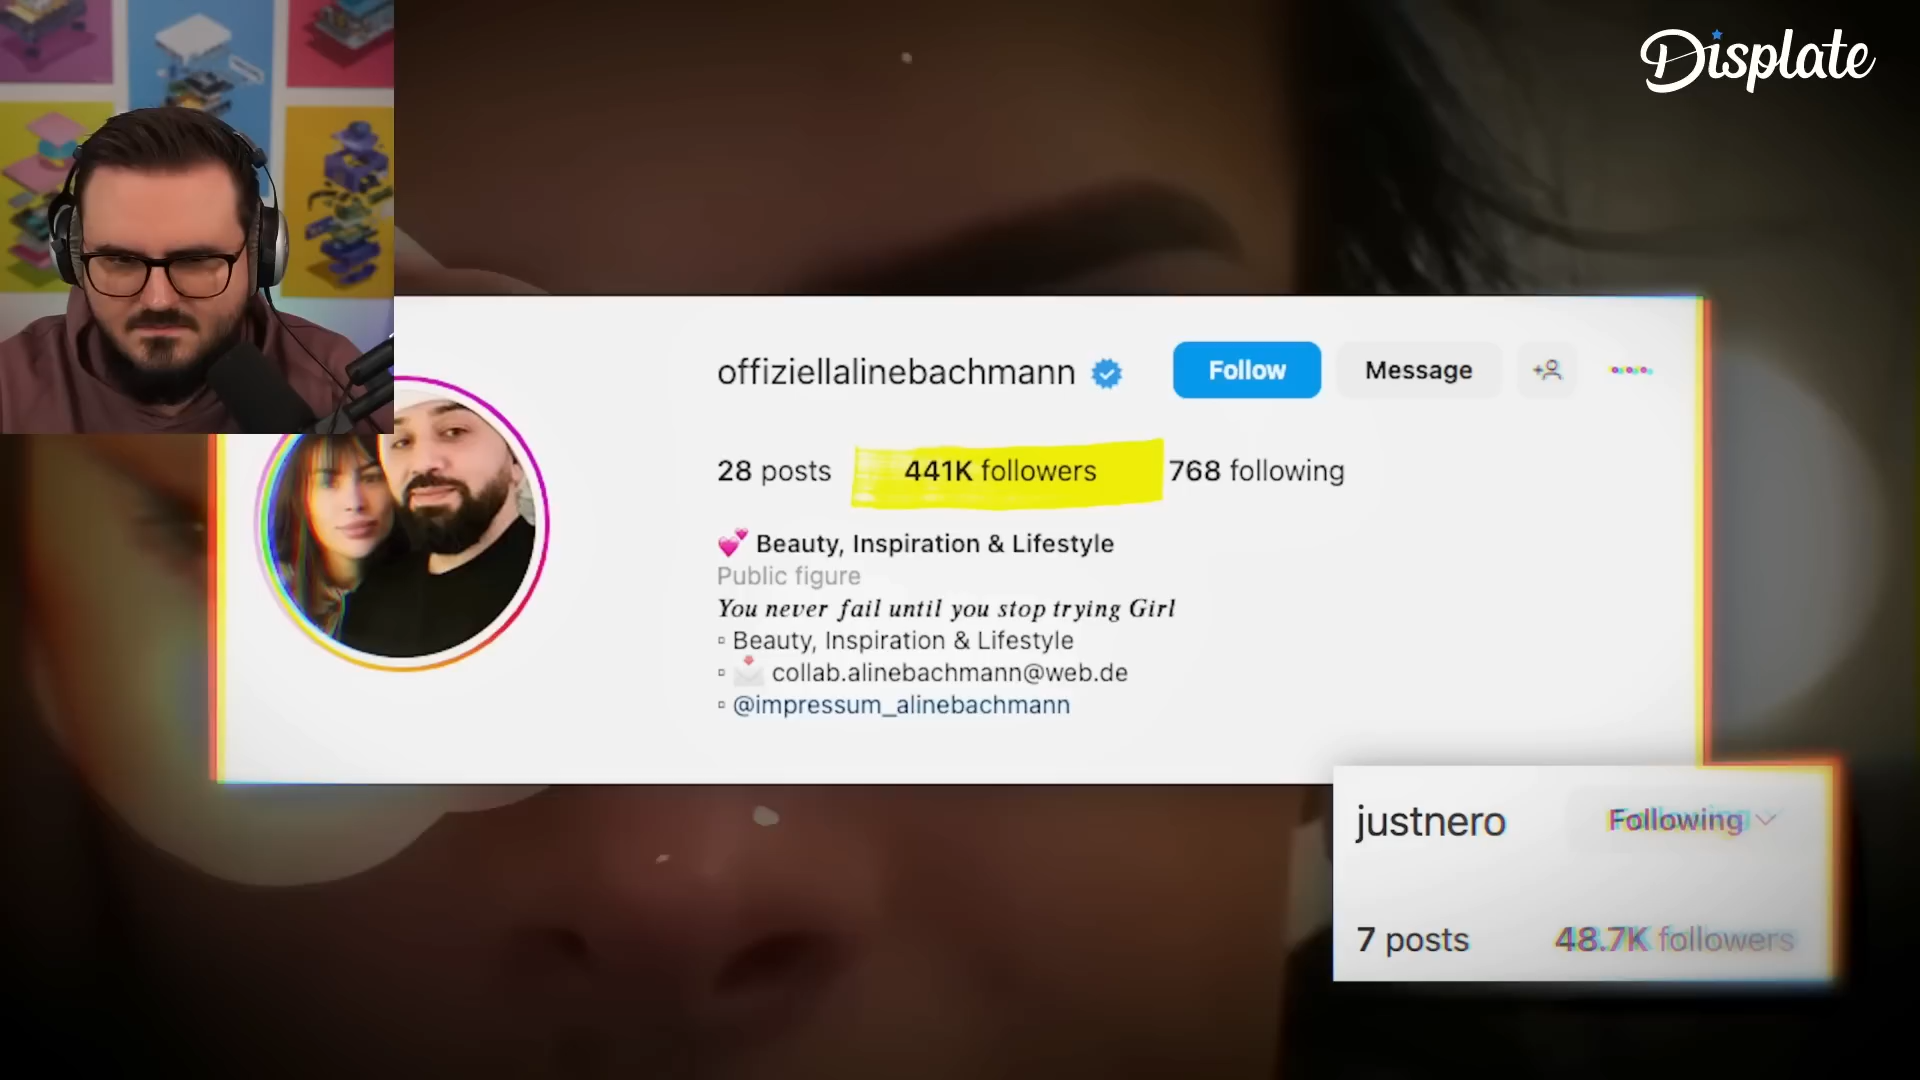 Displate
offiziellalinebachmann Follow Message
28 posts 441K followers 768 following
💕 Beauty, Inspiration & Lifestyle
Public figure
You never fail until you stop trying Girl
▫ Beauty, Inspiration & Lifestyle
▫ 📩 collab.alinebachmann@web.de
▫ @impressum_alinebachmann
justnero Following
7 posts 48.7K followers